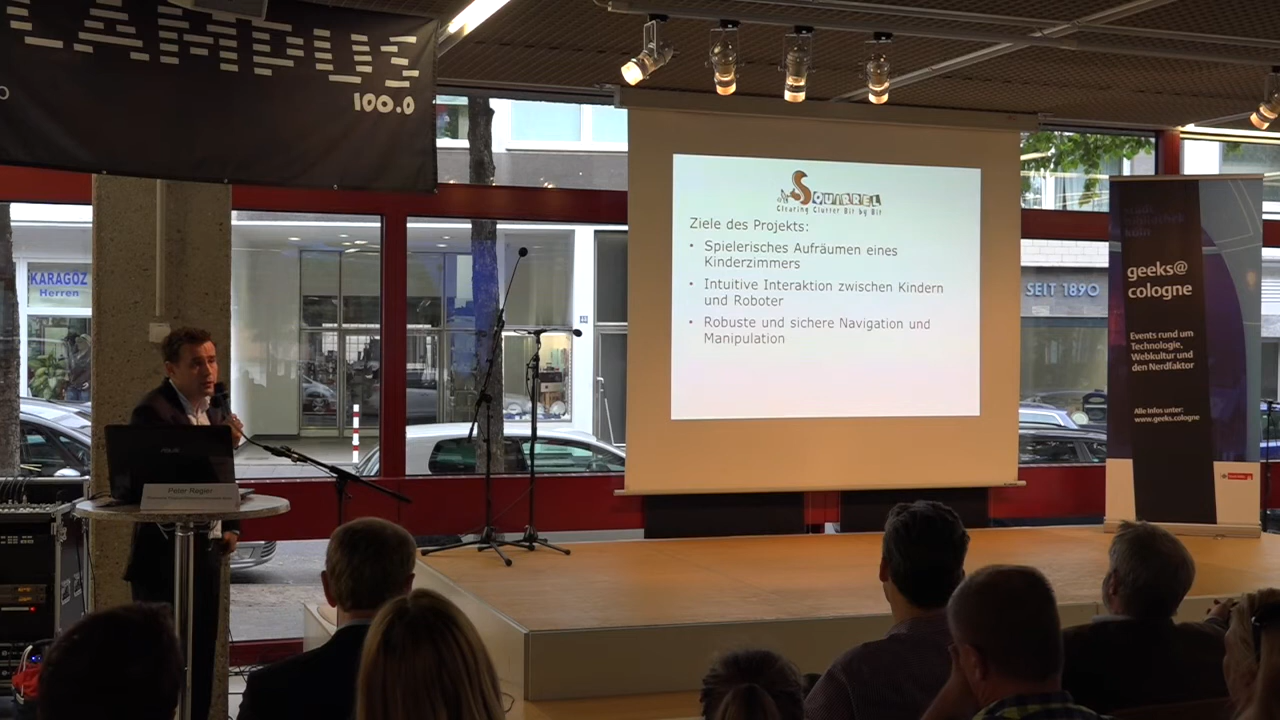 CAMPUS
100.0
KARAGÖZ
Herren
SQUIRREL
Clearing Clutter Bit by Bit
Ziele des Projekts:
• Spielerisches Aufräumen eines
Kinderzimmers
• Intuitive Interaktion zwischen Kindern
und Roboter
• Robuste und sichere Navigation und
Manipulation
SEIT 1890
geeks@
cologne
Events rund um
Technologie,
Webkultur und
den Nerdfaktor
Alle Infos unter:
www.geeks.cologne
Peter Regier